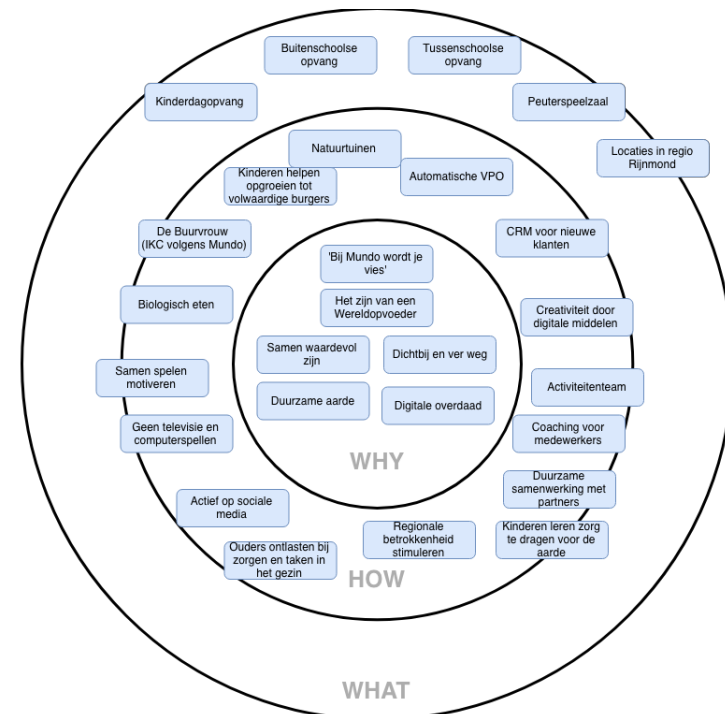 Buitenschoolse
opvang
Tussenschoolse
opvang
Kinderdagopvang
Peuterspeelzaal
Locaties in regio
Rijnmond
Natuurtuinen
Kinderen helpen
opgroeien tot
volwaardige burgers
Automatische VPO
De Buurvrouw
(IKC volgens Mundo)
CRM voor nieuwe
klanten
'Bij Mundo wordt je
vies'
Het zijn van een
Wereldopvoeder
Biologisch eten
Creativiteit door
digitale middelen
Samen waardevol
zijn
Dichtbij en ver weg
Samen spelen
motiveren
Activiteitenteam
Duurzame aarde
Digitale overdaad
Geen televisie en
computerspellen
Coaching voor
medewerkers
WHY
Duurzame
samenwerking met
partners
Actief op sociale
media
Regionale
betrokkenheid
stimuleren
Kinderen leren zorg
te dragen voor de
aarde
Ouders ontlasten bij
zorgen en taken in
het gezin
HOW
WHAT